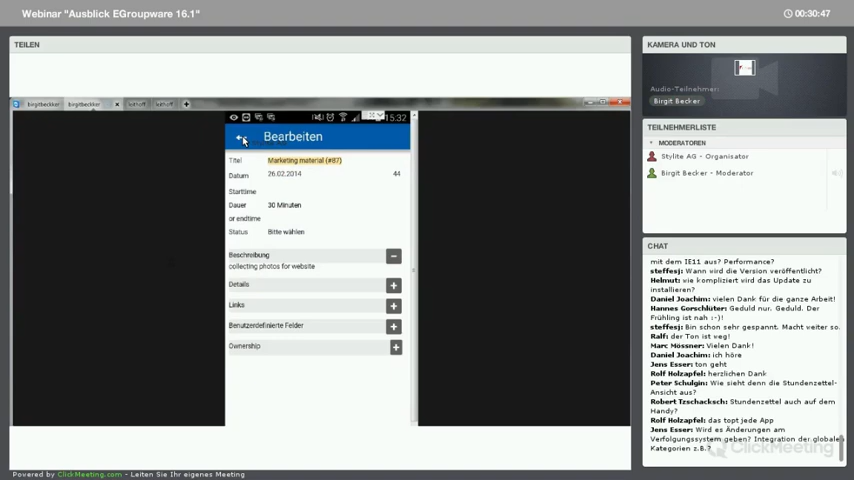 Webinar "Ausblick EGroupware 16.1"
00:30:47
TEILEN
birgitbeckker
birgitbeckker
15:32
Bearbeiten
Titel Marketing material (#87)
Datum 26.02.2014 44
Starttime
Dauer 30 Minuten
or endtime
Status Bitte wählen
Beschreibung
collecting photos for website
Details
Links
Benutzerdefinierte Felder
Ownership
KAMERA UND TON
Audio-Teilnehmer:
Birgit Becker
TEILNEHMERLISTE
MODERATOREN
Stylite AG - Organisator
Birgit Becker - Moderator
CHAT
mit dem IE11 aus? Performance?
steffesj: Wann wird die Version veröffentlicht?
Helmut: wie kompliziert wird das Update zu
installieren?
Daniel Joachim: vielen Dank für die ganze Arbeit!
Hannes Gorschlüter: Geduld nur. Geduld. Der
Frühling ist nah :-)!
steffesj: Bin schon sehr gespannt. Macht weiter so.
Ralf: der Ton ist weg!
Marc Mössner: Vielen Dank!
Daniel Joachim: ich höre
Jens Esser: ton geht
Rolf Holzapfel: herzlichen Dank
Peter Schulgin: Wie sieht denn die Stundenzettel-
Ansicht aus?
Robert Tzschacksch: Stundenzettel auch auf dem
Handy?
Rolf Holzapfel: das topt jede App
Jens Esser: Wird es Änderungen am
Verfolgungssystem geben? Integration der globalen
Kategorien z.B.?
ClickMeeting
Powered by ClickMeeting.com - Leiten Sie Ihr eigenes Meeting